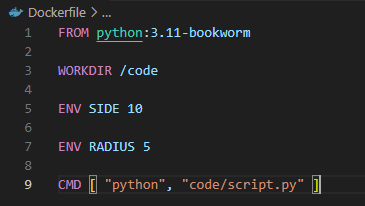 Dockerfile > ...
1 FROM python:3.11-bookworm
2
3 WORKDIR /code
4
5 ENV SIDE 10
6
7 ENV RADIUS 5
8
9 CMD [ "python", "code/script.py" ]